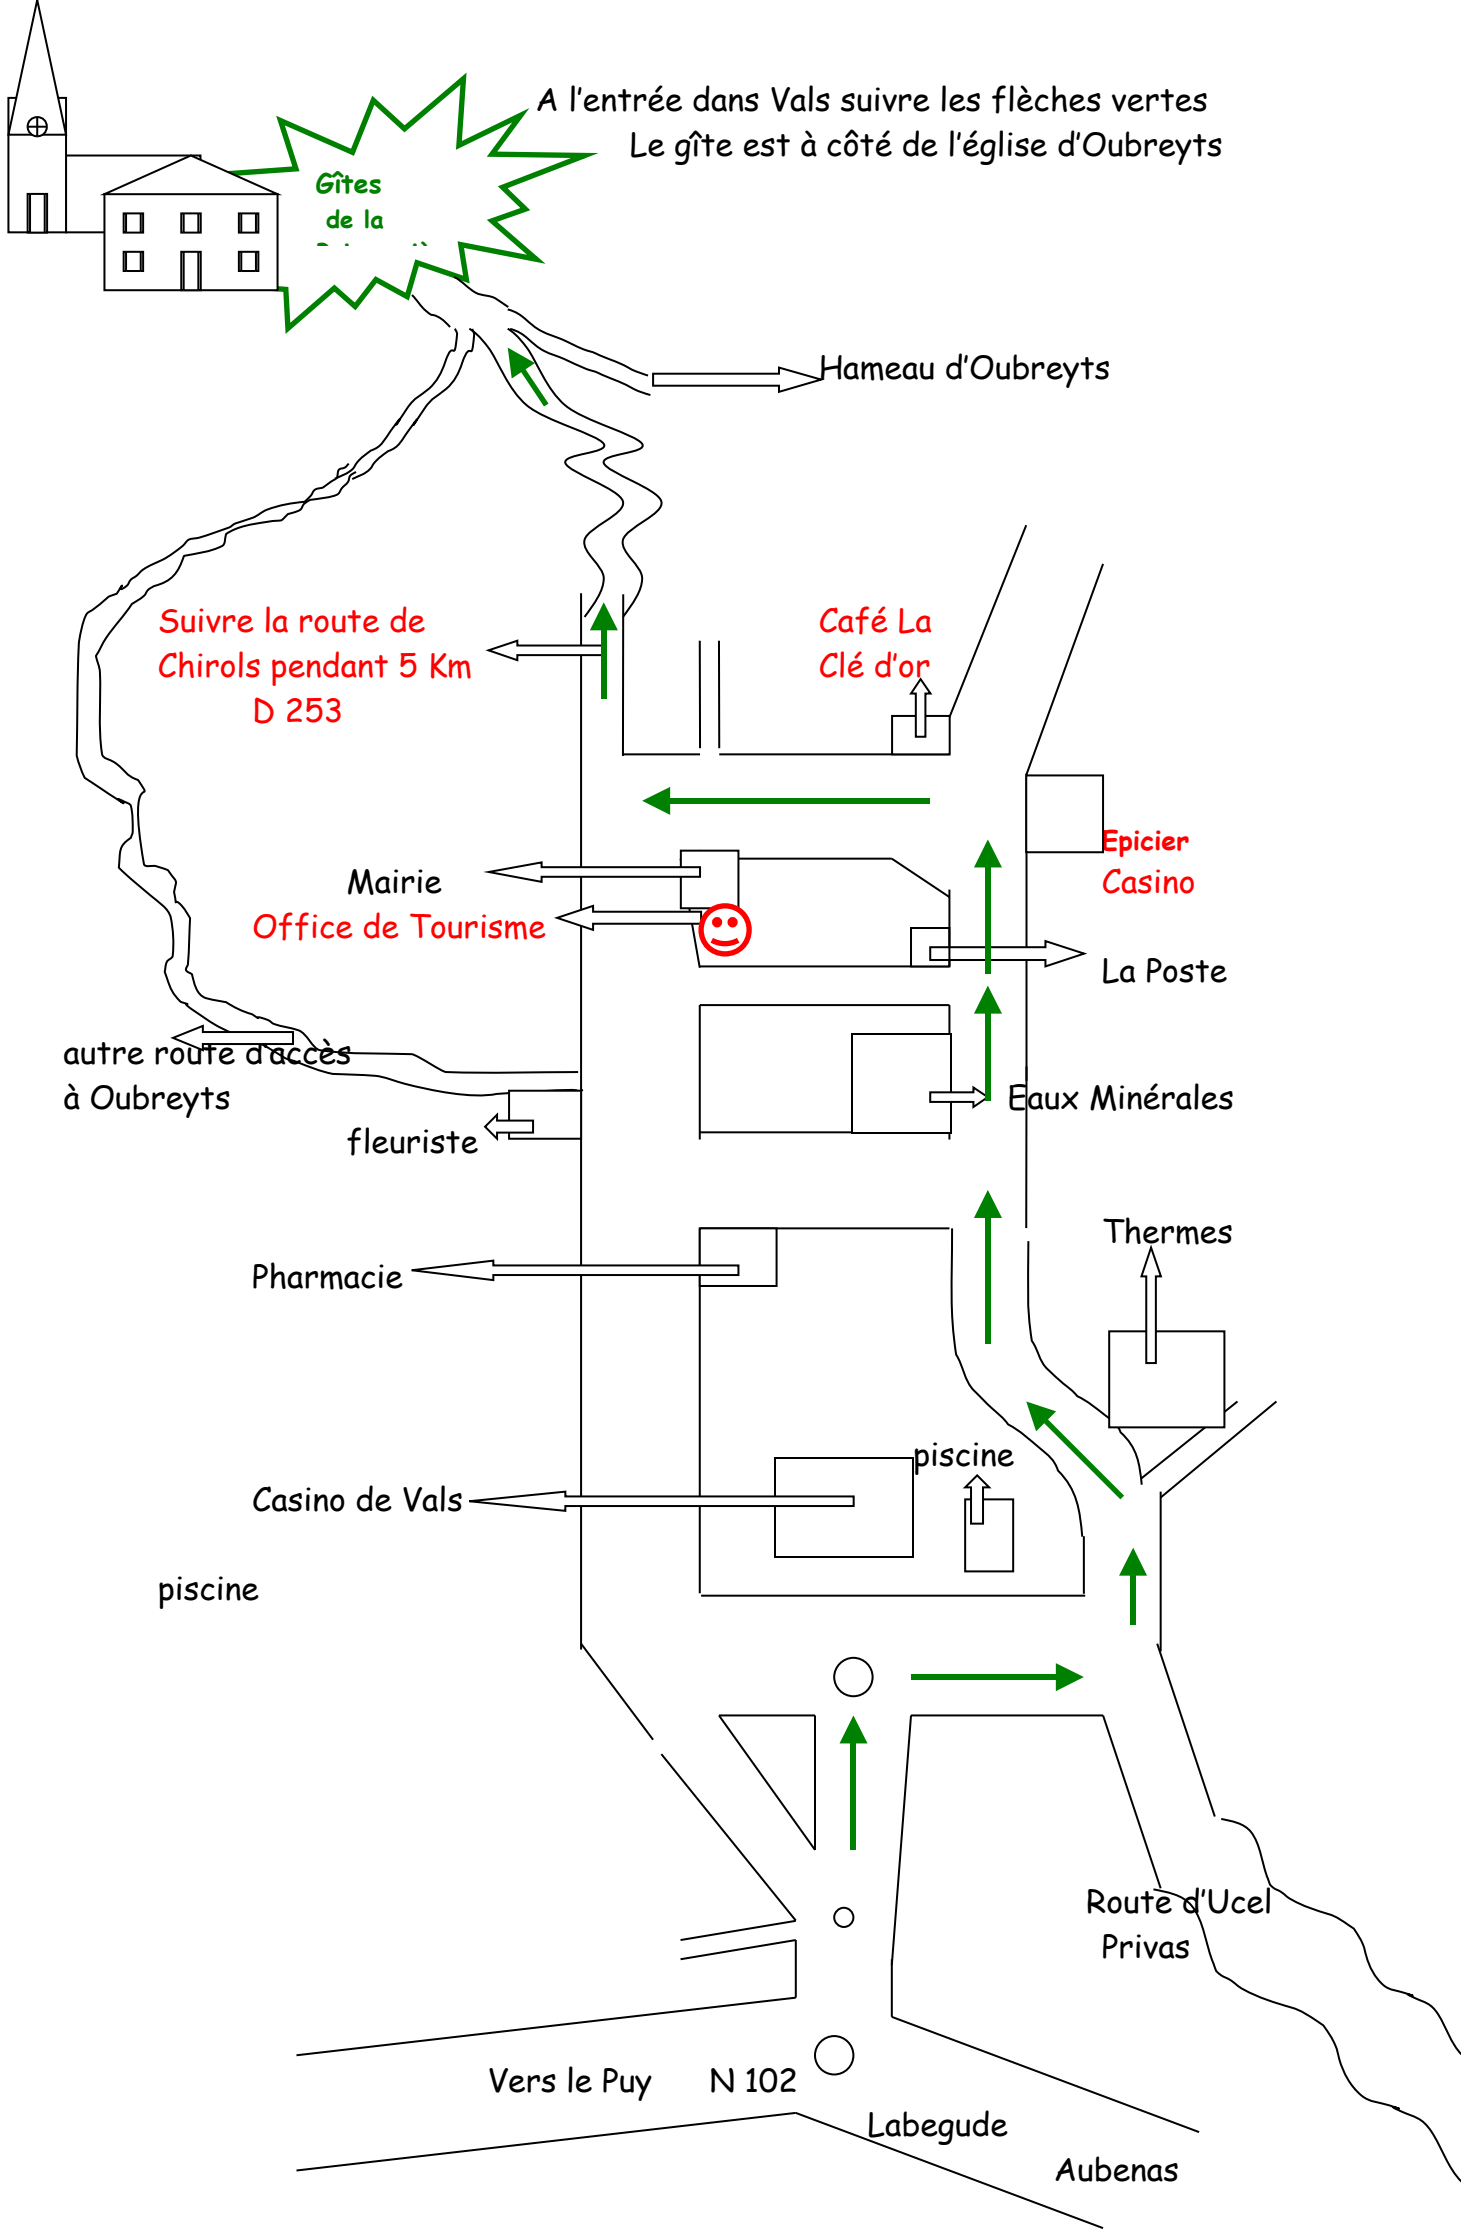 A l'entrée dans Vals suivre les flèches vertes
Le gîte est à côté de l'église d'Oubreyts
Gîtes
de la
Hameau d'Oubreyts
Suivre la route de
Chirols pendant 5 Km
D 253
Café La
Clé d'or
Epicier
Casino
Mairie
Office de Tourisme
La Poste
autre route d'accès
à Oubreyts
Eaux Minérales
fleuriste
Thermes
Pharmacie
piscine
Casino de Vals
piscine
Route d'Ucel
Privas
Vers le Puy N 102
Labegude
Aubenas